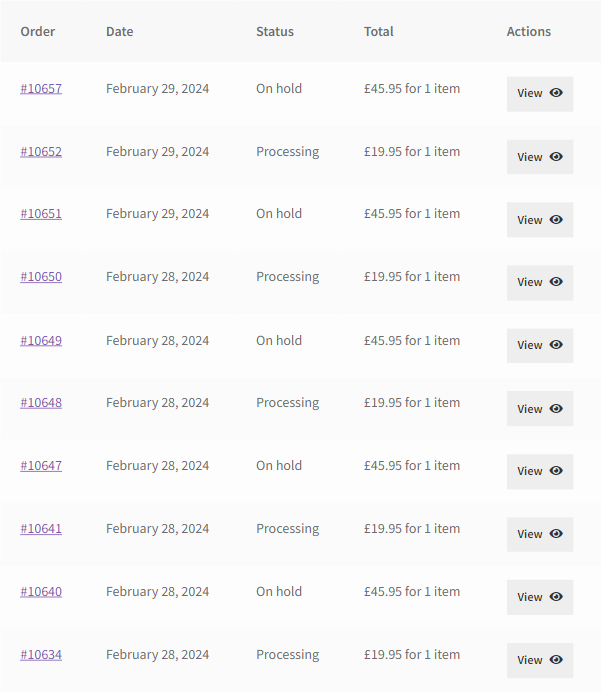 Order Date Status Total Actions
#10657 February 29, 2024 On hold £45.95 for 1 item View
#10652 February 29, 2024 Processing £19.95 for 1 item View
#10651 February 29, 2024 On hold £45.95 for 1 item View
#10650 February 28, 2024 Processing £19.95 for 1 item View
#10649 February 28, 2024 On hold £45.95 for 1 item View
#10648 February 28, 2024 Processing £19.95 for 1 item View
#10647 February 28, 2024 On hold £45.95 for 1 item View
#10641 February 28, 2024 Processing £19.95 for 1 item View
#10640 February 28, 2024 On hold £45.95 for 1 item View
#10634 February 28, 2024 Processing £19.95 for 1 item View